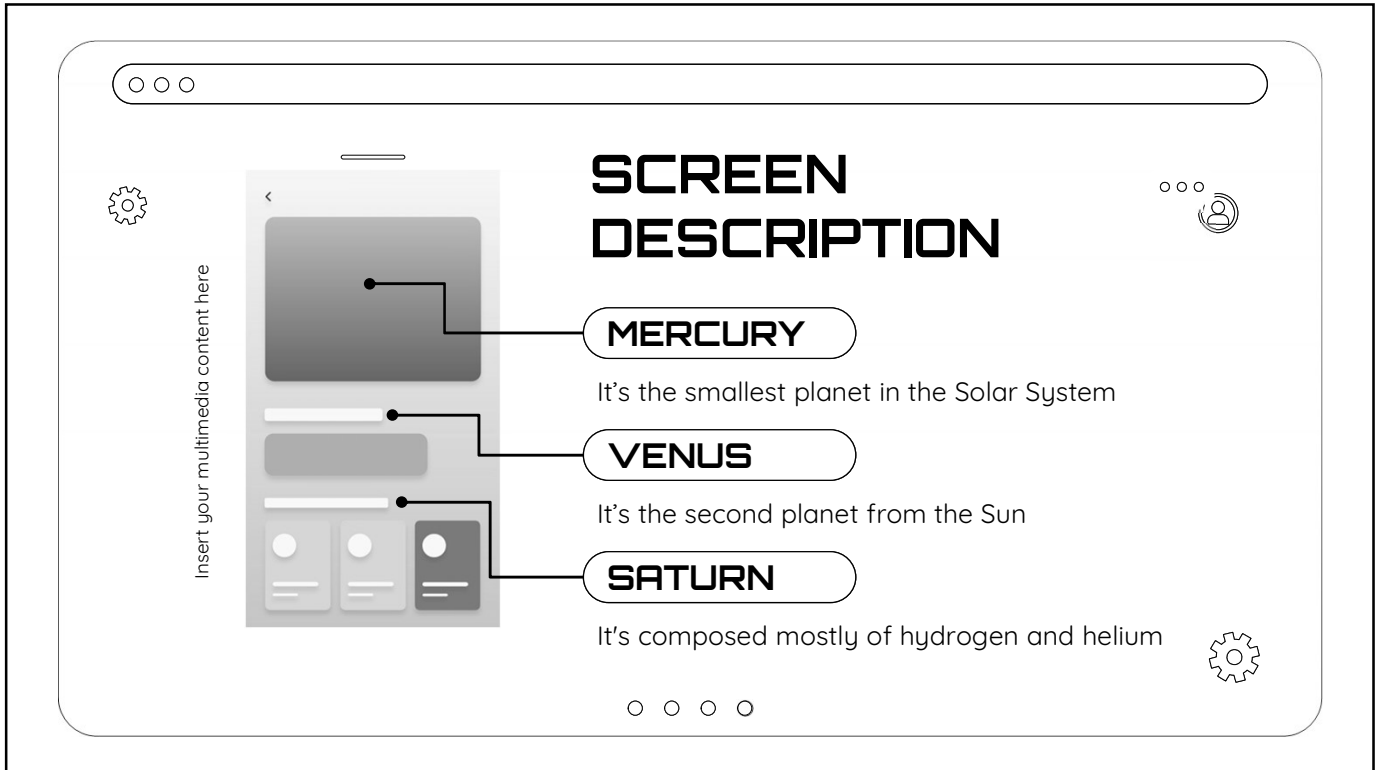 SCREEN
DESCRIPTION
Insert your multimedia content here
MERCURY
It’s the smallest planet in the Solar System
VENUS
It’s the second planet from the Sun
SATURN
It's composed mostly of hydrogen and helium